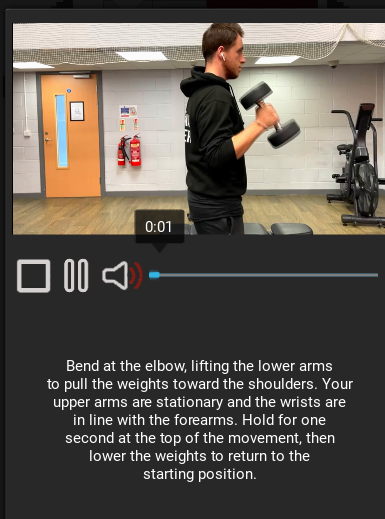 0:01
Bend at the elbow, lifting the lower arms
to pull the weights toward the shoulders. Your
upper arms are stationary and the wrists are
in line with the forearms. Hold for one
second at the top of the movement, then
lower the weights to return to the
starting position.